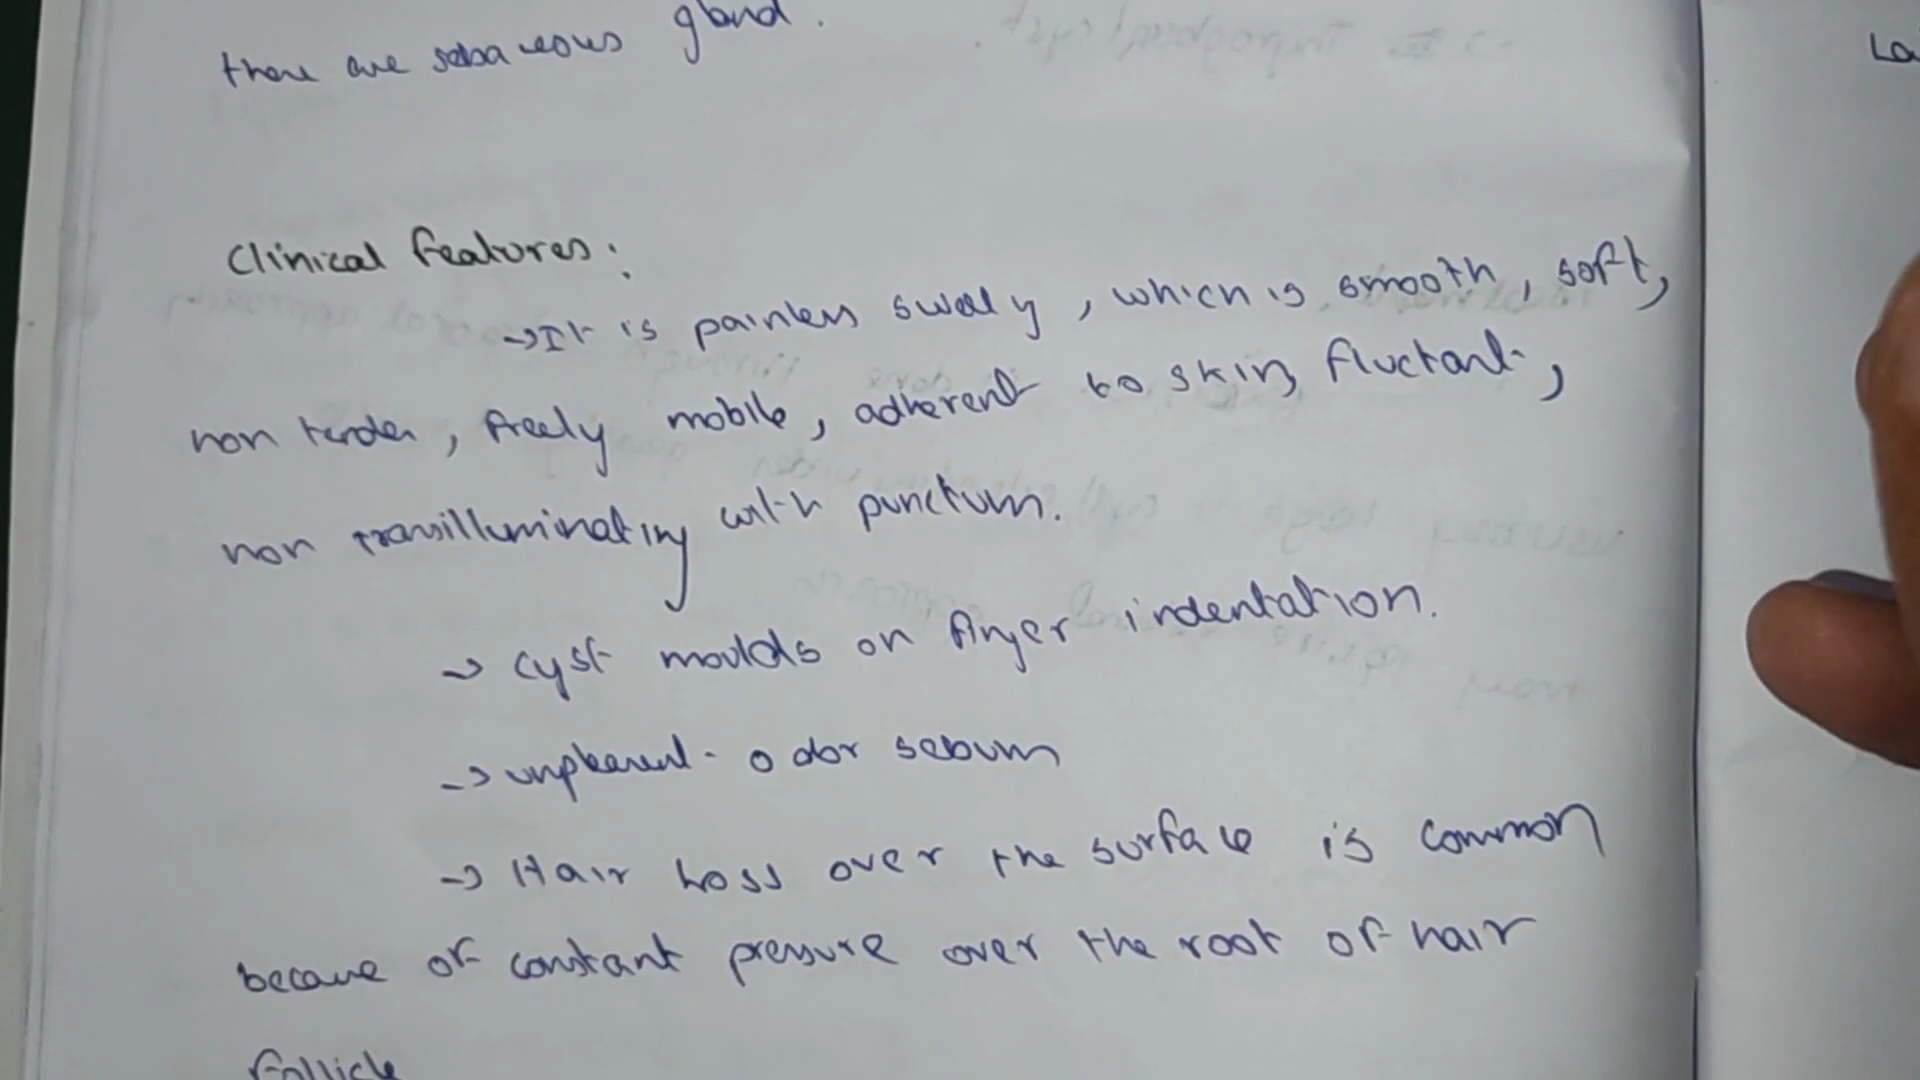 there are sebaceous gland.
La
Clinical features:
→ It is painless swelly, which is smooth, soft,
non tender, freely mobile, adherent to skin, fluctant,
non transilluminating with punctum.
→ cyst moulds on finger indentation.
→ unpleasant odor sebum
→ Hair loss over the surface is common
because of constant pressure over the root of hair
follicle